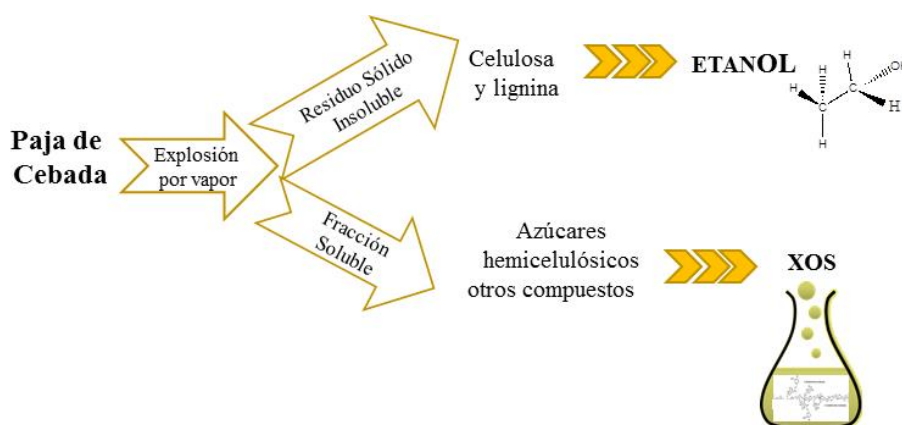 Paja de
Cebada
Explosión
por vapor
Residuo Sólido
Insoluble
Celulosa
y lignina
ETANOL
H
H
H
OH
C
C
H
H
Fracción
Soluble
Azúcares
hemicelulósicos
otros compuestos
XOS